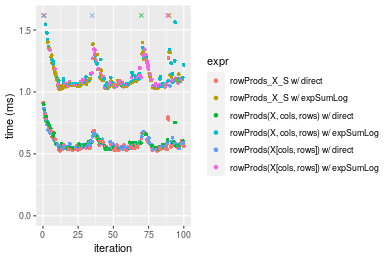 time (ms)
1.5
1.0
0.5
0.0
0
25
50
75
100
iteration
expr
rowProds_X_S w/ direct
rowProds_X_S w/ expSumLog
rowProds(X, cols, rows) w/ direct
rowProds(X, cols, rows) w/ expSumLog
rowProds(X[cols, rows]) w/ direct
rowProds(X[cols, rows]) w/ expSumLog